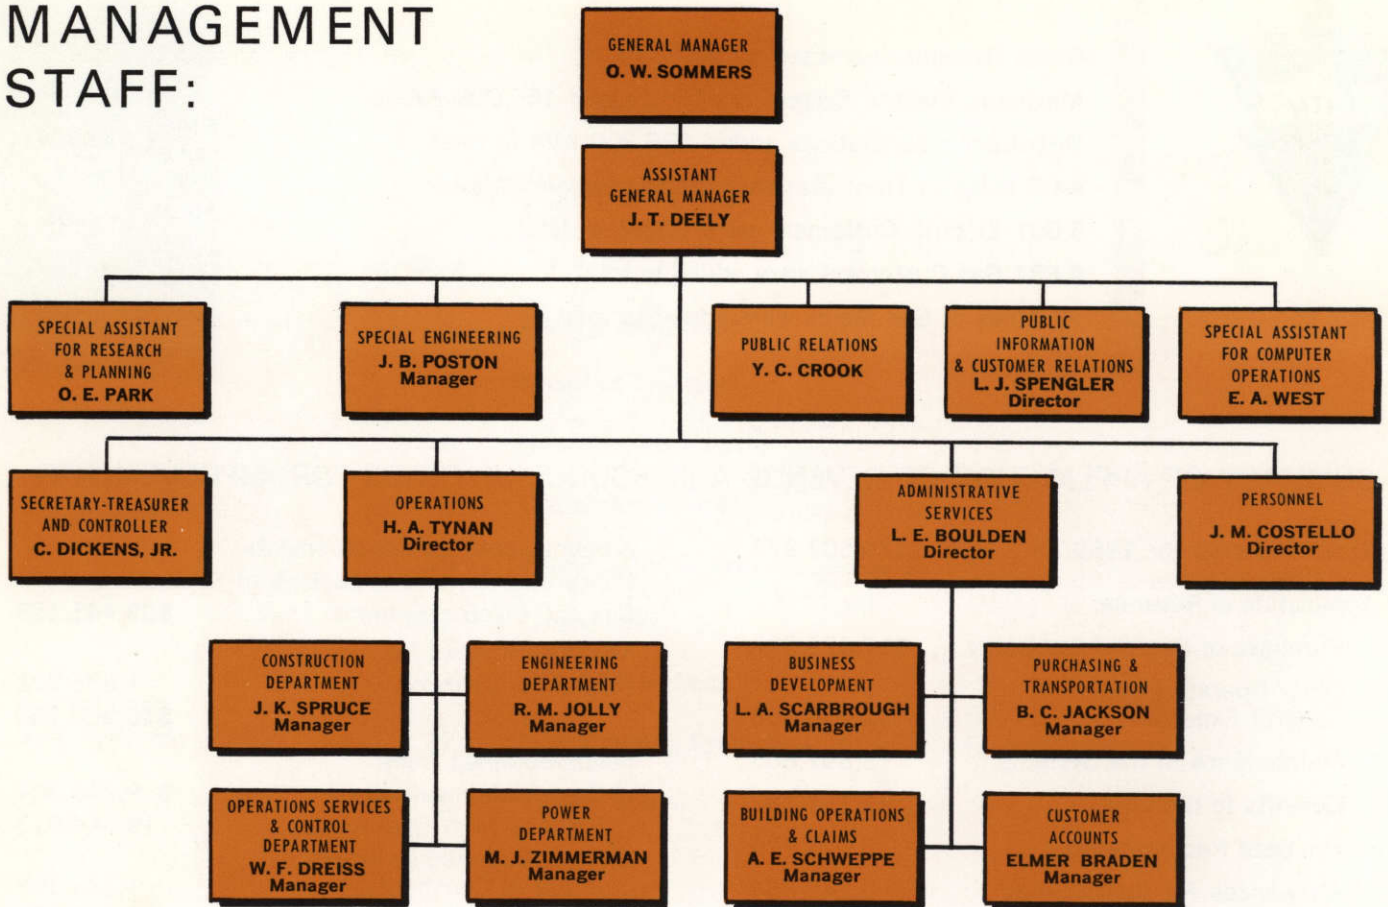 MANAGEMENT
STAFF:
GENERAL MANAGER
O. W. SOMMERS
ASSISTANT
GENERAL MANAGER
J. T. DEELY
SPECIAL ASSISTANT
FOR RESEARCH
& PLANNING
O. E. PARK
SPECIAL ENGINEERING
J. B. POSTON
Manager
PUBLIC RELATIONS
Y. C. CROOK
PUBLIC
INFORMATION
& CUSTOMER RELATIONS
L. J. SPENGLER
Director
SPECIAL ASSISTANT
FOR COMPUTER
OPERATIONS
E. A. WEST
SECRETARY-TREASURER
AND CONTROLLER
C. DICKENS, JR.
OPERATIONS
H. A. TYNAN
Director
ADMINISTRATIVE
SERVICES
L. E. BOULDEN
Director
PERSONNEL
J. M. COSTELLO
Director
CONSTRUCTION
DEPARTMENT
J. K. SPRUCE
Manager
ENGINEERING
DEPARTMENT
R. M. JOLLY
Manager
BUSINESS
DEVELOPMENT
L. A. SCARBROUGH
Manager
PURCHASING &
TRANSPORTATION
B. C. JACKSON
Manager
OPERATIONS SERVICES
& CONTROL
DEPARTMENT
W. F. DREISS
Manager
POWER
DEPARTMENT
M. J. ZIMMERMAN
Manager
BUILDING OPERATIONS
& CLAIMS
A. E. SCHWEPPE
Manager
CUSTOMER
ACCOUNTS
ELMER BRADEN
Manager